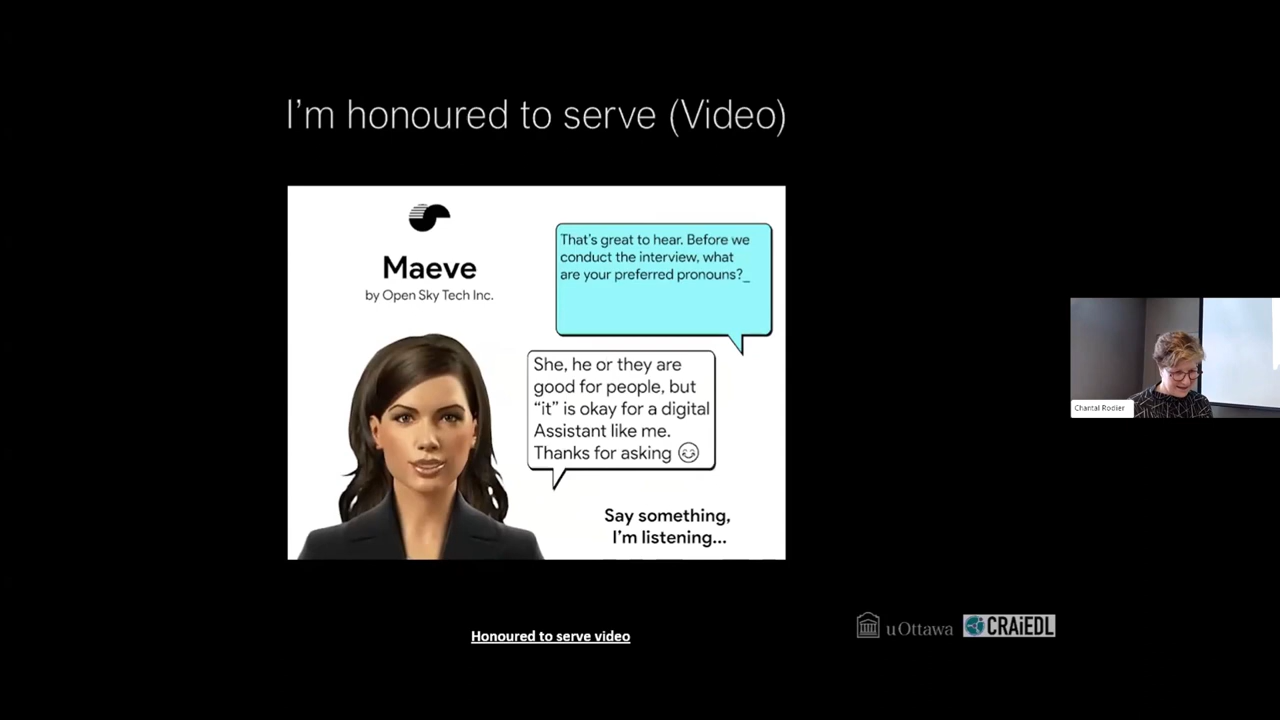 I'm honoured to serve (Video)
Maeve
by Open Sky Tech Inc.
That's great to hear. Before we
conduct the interview, what
are your preferred pronouns?_
She, he or they are
good for people, but
“it” is okay for a digital
Assistant like me.
Thanks for asking 😊
Say something,
I'm listening...
Chantal Rodier
Honoured to serve video
uOttawa
CRAiEDL